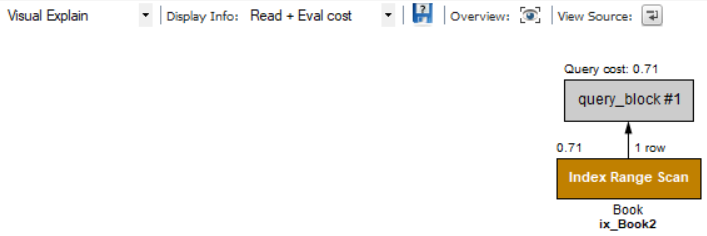 Visual Explain Display Info: Read + Eval cost Overview: View Source:
Query cost: 0.71
query_block #1
0.71 1 row
Index Range Scan
Book
ix_Book2